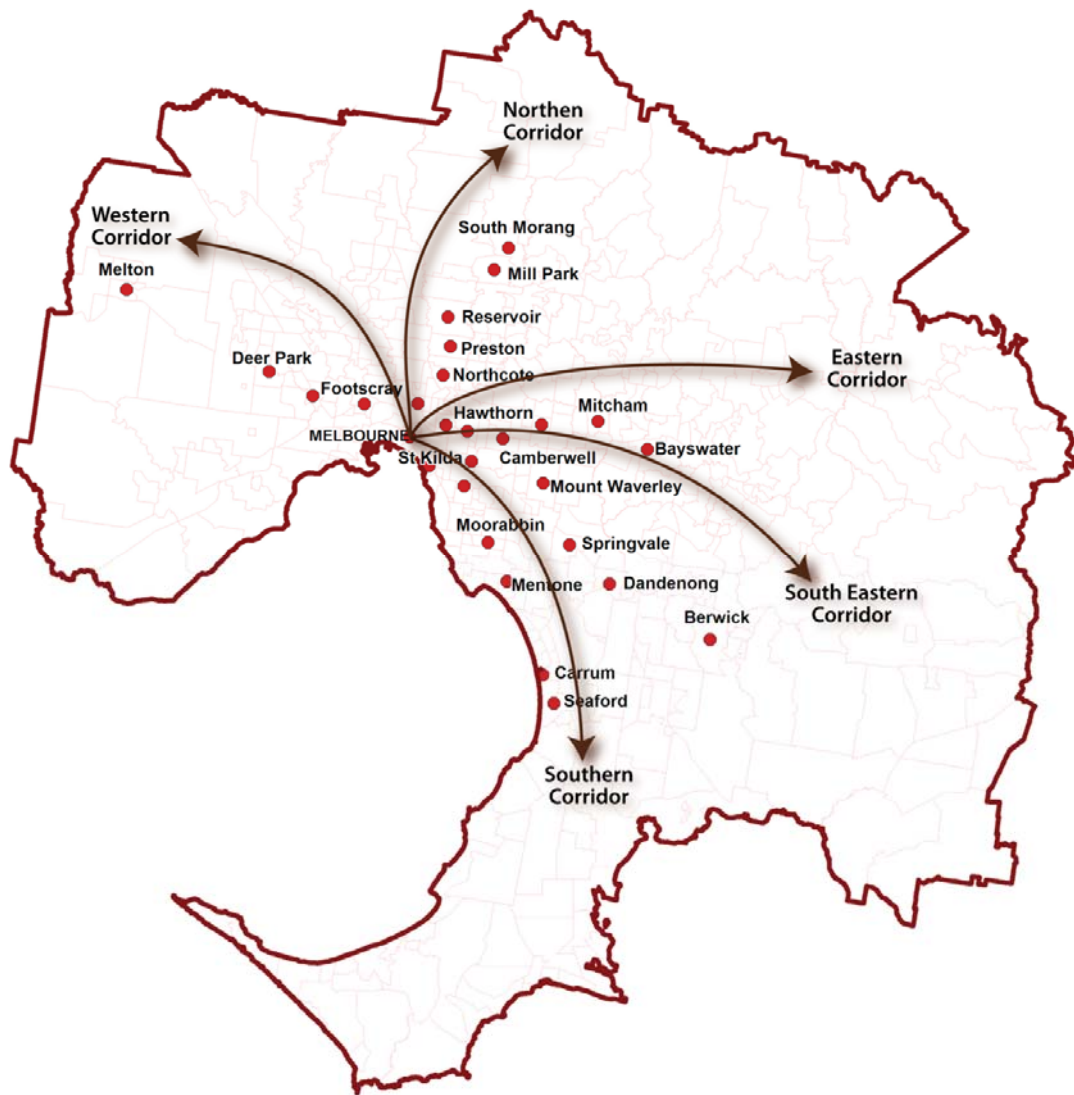 Northen
Corridor
Western
Corridor
South Morang
Melton
Mill Park
Reservoir
Preston
Deer Park
Eastern
Corridor
Northcote
Footscray
Hawthorn
Mitcham
MELBOURNE
St Kilda
Camberwell
Bayswater
Mount Waverley
Moorabbin
Springvale
Mentone
Dandenong
South Eastern
Corridor
Berwick
Carrum
Seaford
Southern
Corridor